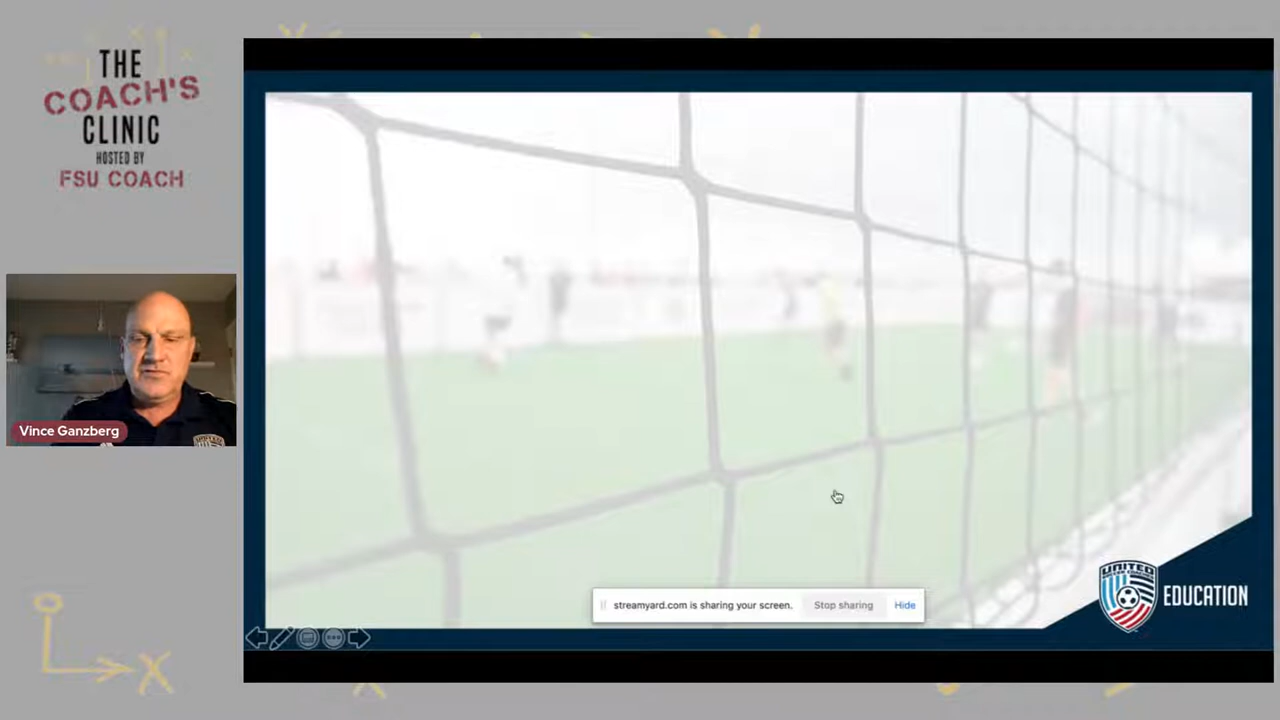 THE
COACH'S
CLINIC
HOSTED BY
FSU COACH
Vince Ganzberg
streamyard.com is sharing your screen. Stop sharing Hide
UNITED
EDUCATION